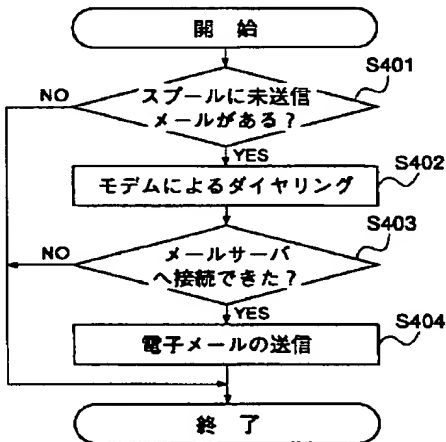 開 始
S401
NO
スプールに未送信
メールがある？
YES
S402
モデムによるダイヤリング
S403
NO
メールサーバ
へ接続できた？
YES
S404
電子メールの送信
終 了